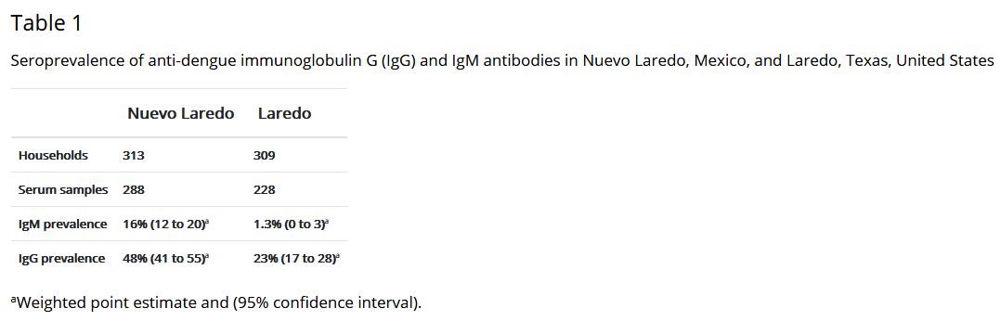 Table 1
Seroprevalence of anti-dengue immunoglobulin G (IgG) and IgM antibodies in Nuevo Laredo, Mexico, and Laredo, Texas, United States
Nuevo Laredo Laredo
Households 313 309
Serum samples 288 228
IgM prevalence 16% (12 to 20)ª 1.3% (0 to 3)ª
IgG prevalence 48% (41 to 55)ª 23% (17 to 28)ª
ªWeighted point estimate and (95% confidence interval).